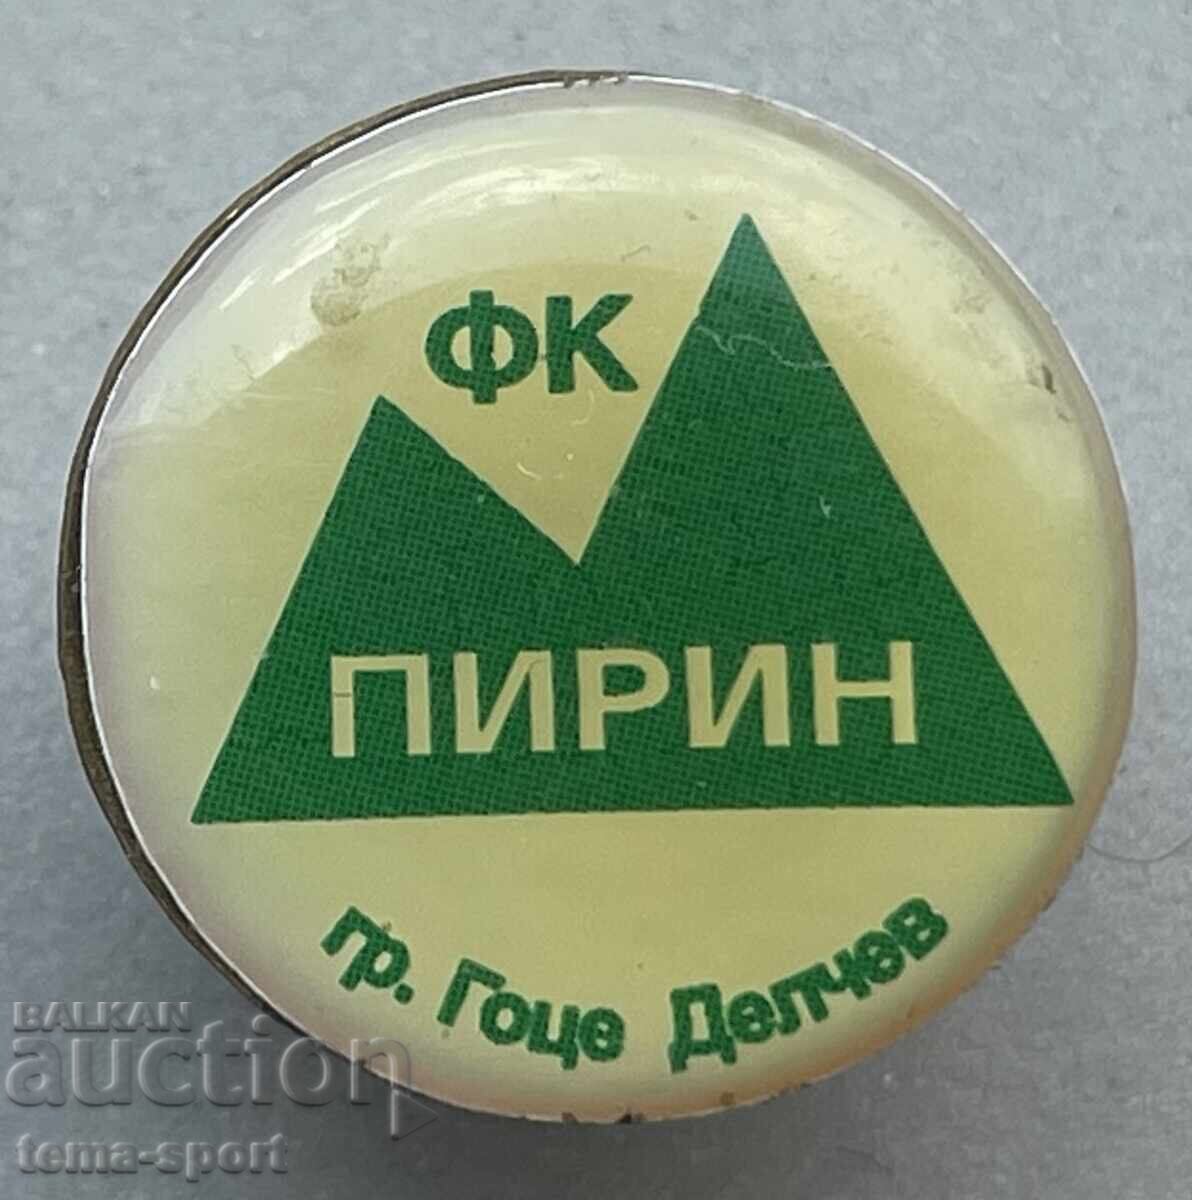 ФК
ПИРИН
гр. Гоце Делчев
BALKAN
auction
tema-sport